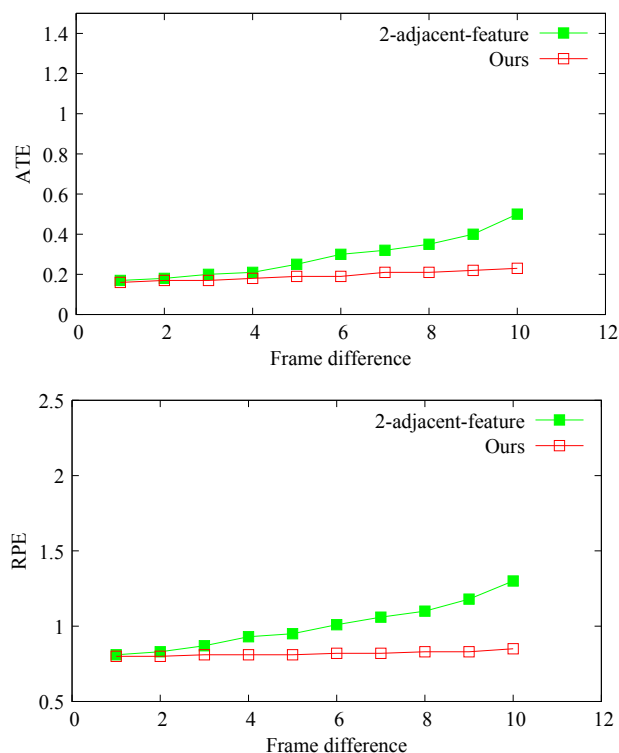 1.4
1.2
1
0.8
0.6
0.4
0.2
0
ATE
2-adjacent-feature
Ours
0 2 4 6 8 10 12
Frame difference
2.5
2
1.5
1
0.5
RPE
2-adjacent-feature
Ours
0 2 4 6 8 10 12
Frame difference